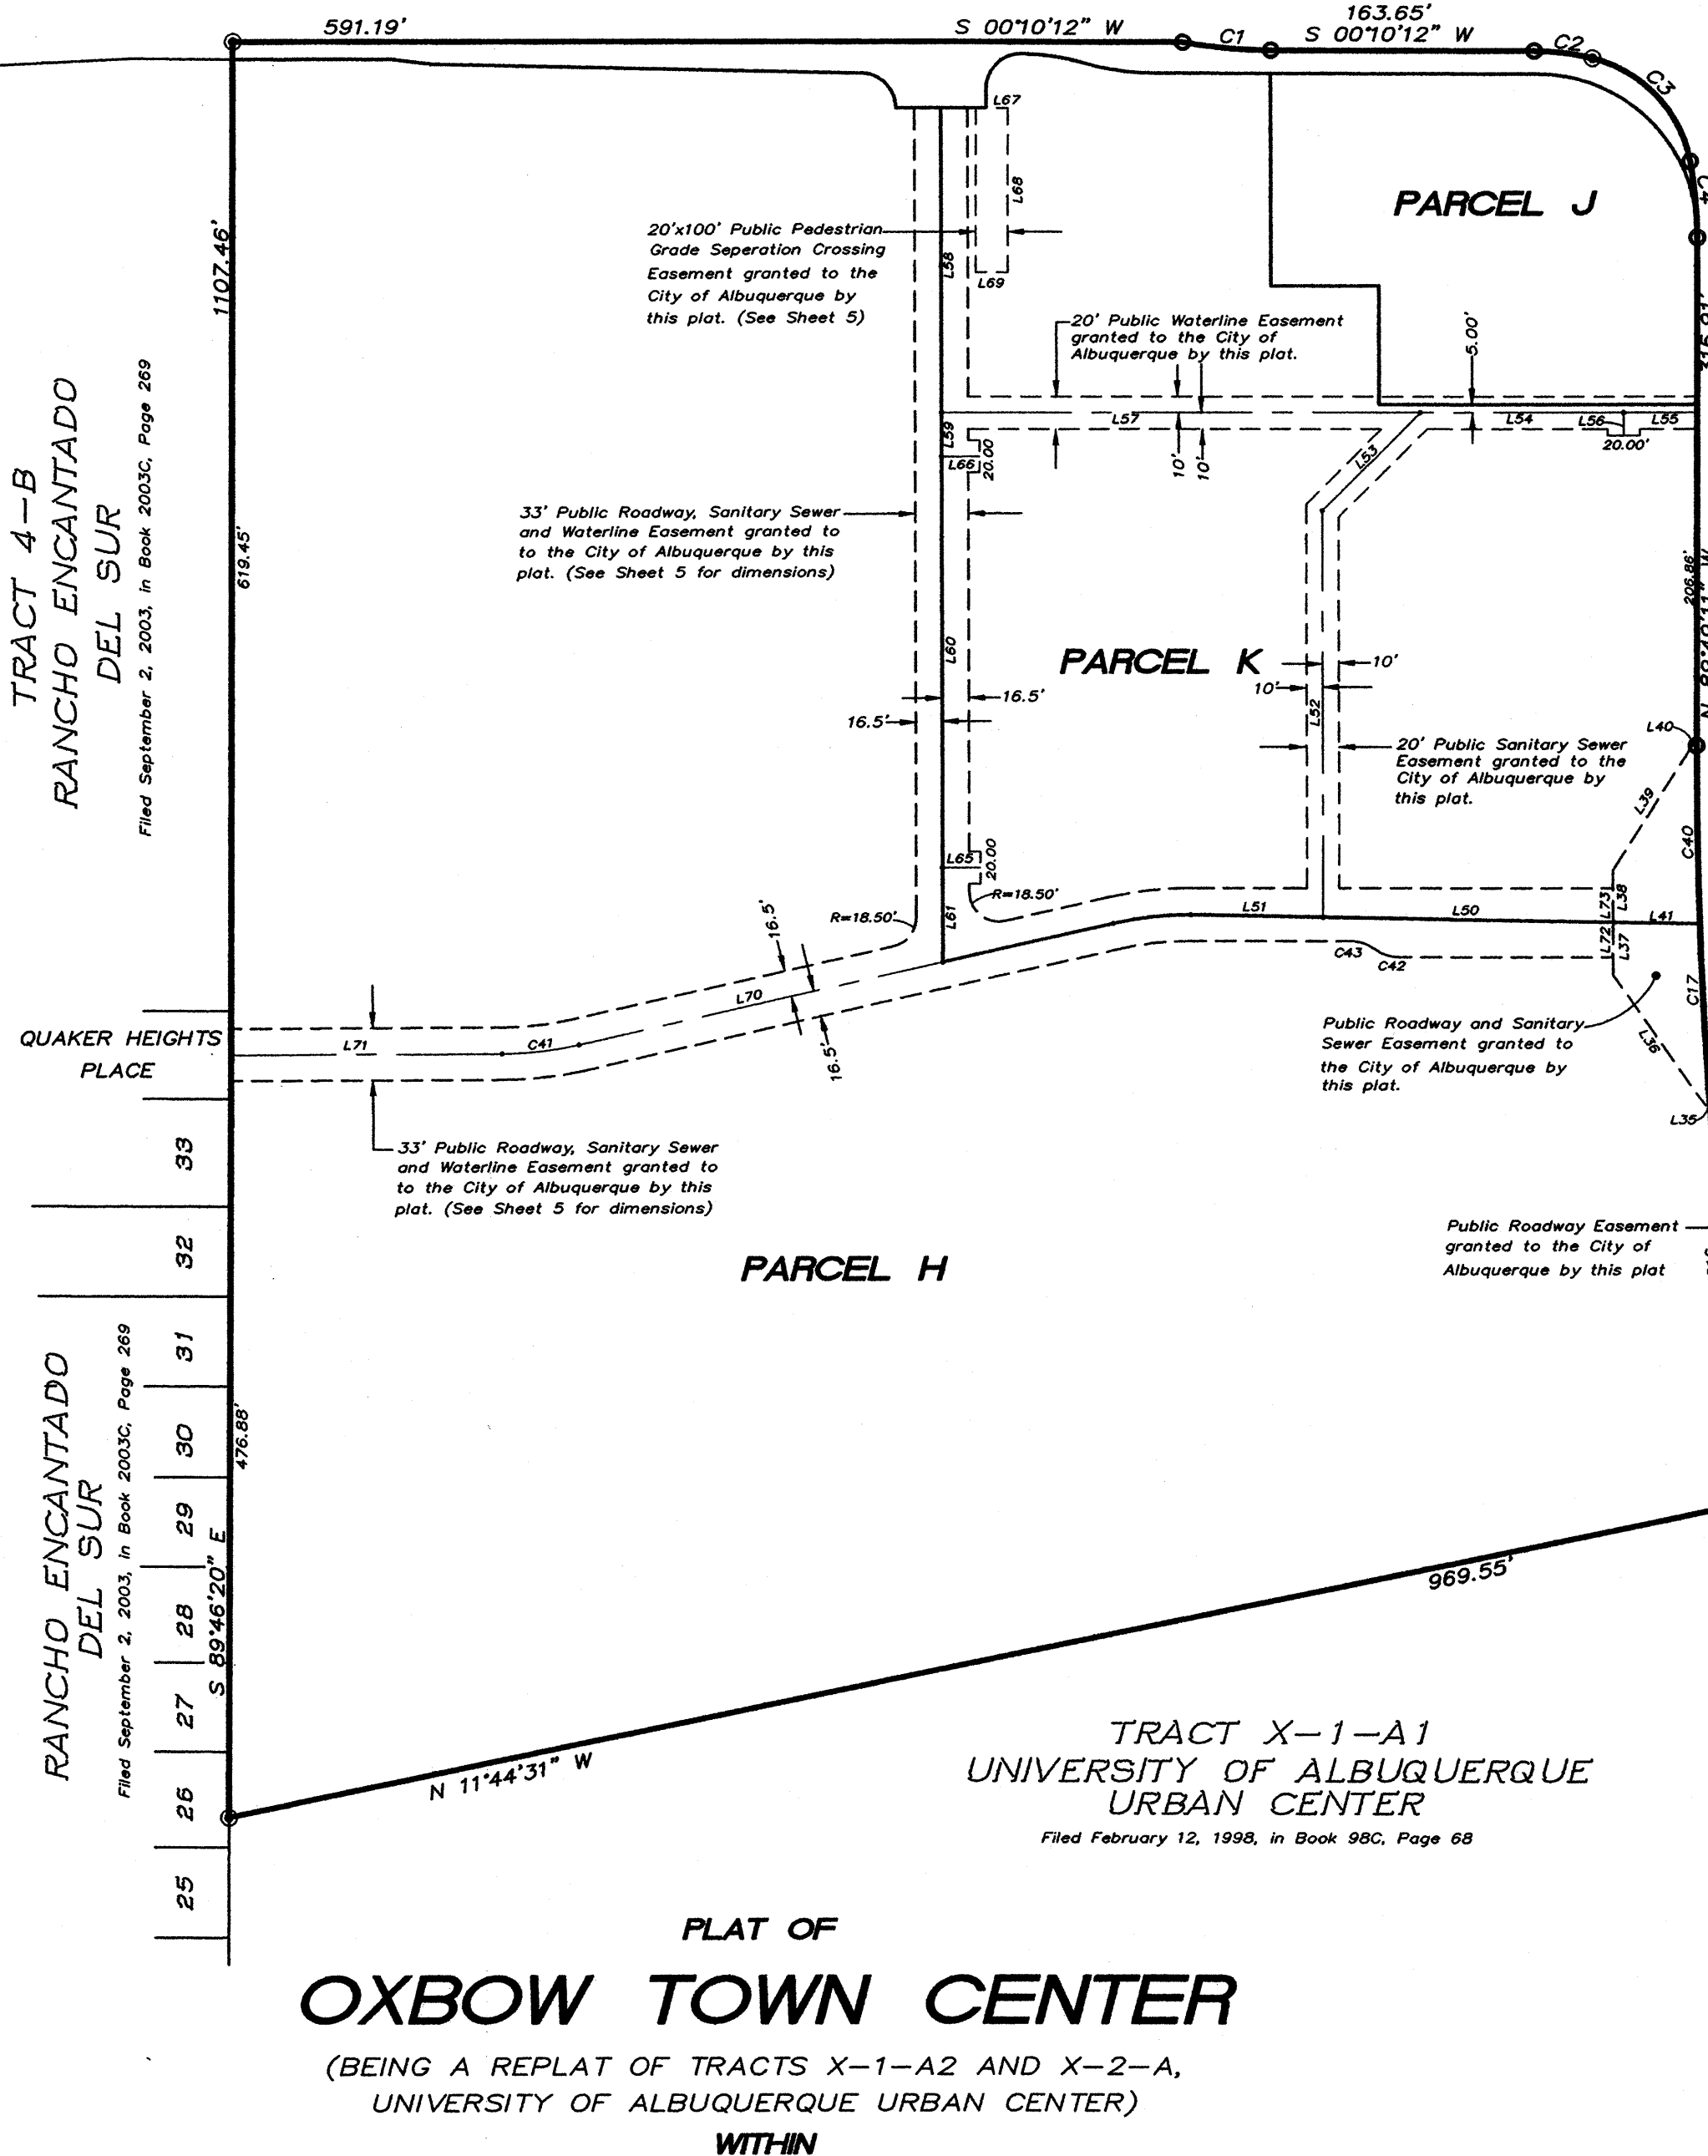 591.19'
S 00°10'12" W
C1
163.65'
S 00°10'12" W
C2
C3
C4
L67
L68
L69
L58
PARCEL J
1107.46'
20'x100' Public Pedestrian
Grade Seperation Crossing
Easement granted to the
City of Albuquerque by
this plat. (See Sheet 5)
20' Public Waterline Easement
granted to the City of
Albuquerque by this plat.
5.00'
L57
L54
L56
L55
20.00'
L59
L66
20.00
10'
10'
L53
TRACT 4-B
RANCHO ENCANTADO
DEL SUR
Filed September 2, 2003, in Book 2003C, Page 269
619.45'
33' Public Roadway, Sanitary Sewer
and Waterline Easement granted to
to the City of Albuquerque by this
plat. (See Sheet 5 for dimensions)
206.86'
L60
PARCEL K
10'
10'
16.5'
16.5'
L52
L40
20' Public Sanitary Sewer
Easement granted to the
City of Albuquerque by
this plat.
L39
C40
L65
20.00
R=18.50'
R=18.50'
L61
L51
L50
L73
L38
L41
L72
L37
C43
C42
16.5'
L70
16.5'
C17
QUAKER HEIGHTS
PLACE
L71
C41
Public Roadway and Sanitary
Sewer Easement granted to
the City of Albuquerque by
this plat.
L36
L35
33' Public Roadway, Sanitary Sewer
and Waterline Easement granted to
to the City of Albuquerque by this
plat. (See Sheet 5 for dimensions)
33
32
31
30
29
28
27
26
25
PARCEL H
Public Roadway Easement
granted to the City of
Albuquerque by this plat
RANCHO ENCANTADO
DEL SUR
Filed September 2, 2003, in Book 2003C, Page 269
476.88'
S 89°46'20" E
969.55'
N 11°44'31" W
TRACT X-1-A1
UNIVERSITY OF ALBUQUERQUE
URBAN CENTER
Filed February 12, 1998, in Book 98C, Page 68
PLAT OF
OXBOW TOWN CENTER
(BEING A REPLAT OF TRACTS X-1-A2 AND X-2-A,
UNIVERSITY OF ALBUQUERQUE URBAN CENTER)
WITHIN